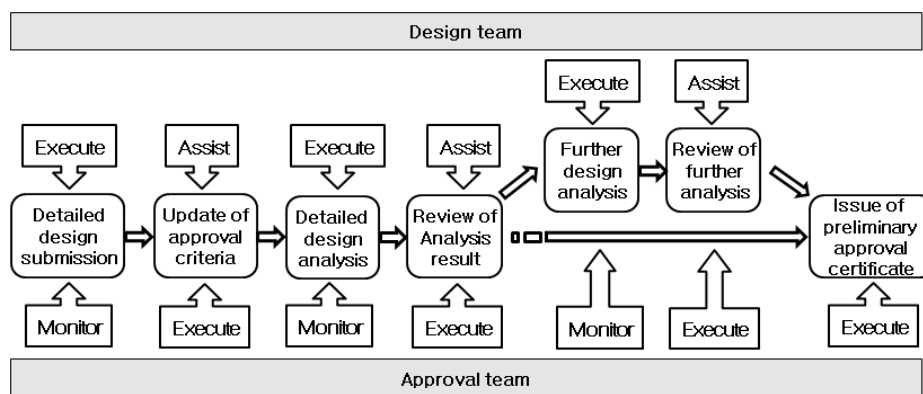 Design team
Execute
Assist
Execute
Assist
Execute
Assist
Further
design
analysis
Review of
further
analysis
Detailed
design
submission
Update of
approval
criteria
Detailed
design
analysis
Review of
Analysis
result
Issue of
preliminary
approval
certificate
Monitor
Execute
Monitor
Execute
Monitor
Execute
Execute
Approval team